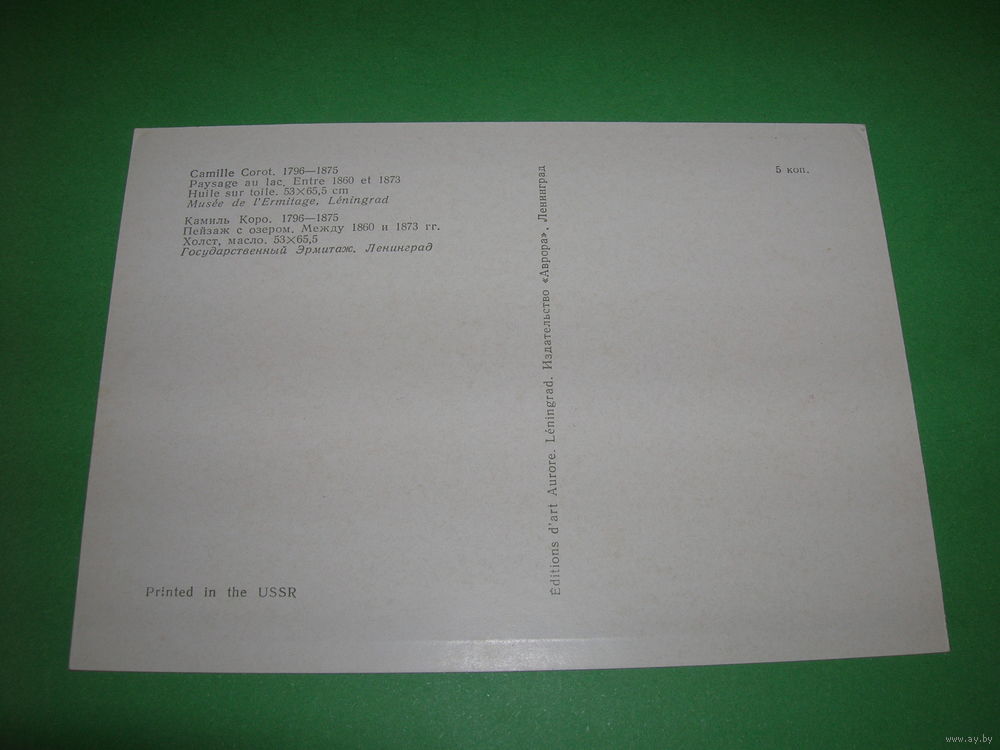 Camille Corot. 1796—1875
Paysage au lac. Entre 1860 et 1873
Huile sur toile. 53×65,5 cm
Musée de l'Ermitage, Léningrad
Камиль Коро. 1796—1875
Пейзаж с озером. Между 1860 и 1873 гг.
Холст, масло. 53×65,5
Государственный Эрмитаж. Ленинград
Printed in the USSR
Éditions d'art Aurore. Léningrad. Издательство «Аврора». Ленинград
5 коп.
www.ay.by